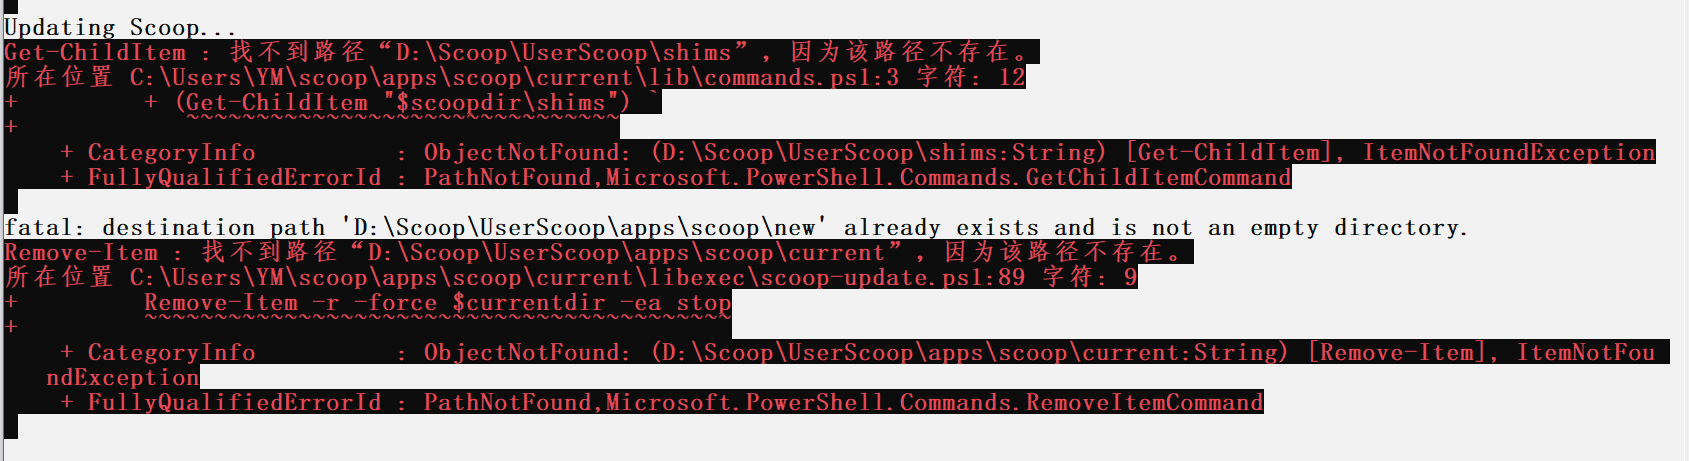 Updating Scoop...
Get-ChildItem : 找不到路径“D:\Scoop\UserScoop\shims”，因为该路径不存在。
所在位置 C:\Users\YM\scoop\apps\scoop\current\lib\commands.ps1:3 字符: 12
+         + (Get-ChildItem "$scoopdir\shims") `
+            ~~~~~~~~~~~~~~~~~~~~~~~~~~~~~~~
    + CategoryInfo          : ObjectNotFound: (D:\Scoop\UserScoop\shims:String) [Get-ChildItem], ItemNotFoundException
    + FullyQualifiedErrorId : PathNotFound,Microsoft.PowerShell.Commands.GetChildItemCommand
fatal: destination path 'D:\Scoop\UserScoop\apps\scoop\new' already exists and is not an empty directory.
Remove-Item : 找不到路径“D:\Scoop\UserScoop\apps\scoop\current”，因为该路径不存在。
所在位置 C:\Users\YM\scoop\apps\scoop\current\libexec\scoop-update.ps1:89 字符: 9
+         Remove-Item -r -force $currentdir -ea stop
+         ~~~~~~~~~~~~~~~~~~~~~~~~~~~~~~~~~~~~~~~~~~
    + CategoryInfo          : ObjectNotFound: (D:\Scoop\UserScoop\apps\scoop\current:String) [Remove-Item], ItemNotFou
   ndException
    + FullyQualifiedErrorId : PathNotFound,Microsoft.PowerShell.Commands.RemoveItemCommand